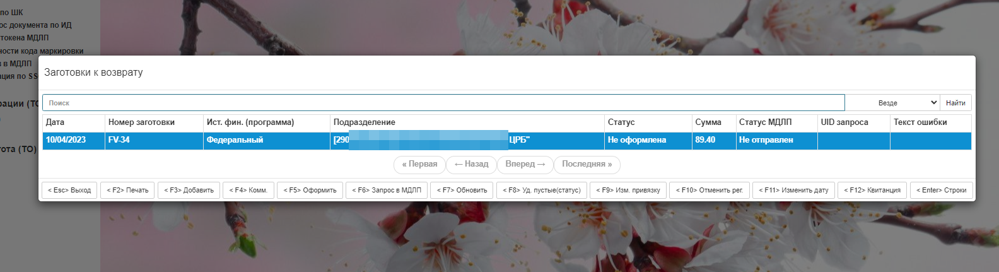 по ШК
ос документа по ИД
токена МДЛП
ности кода маркировки
в в МДЛП
ация по SS
рации (ТО
гота (ТО)
Заготовки к возврату
Поиск Везде Найти
Дата Номер заготовки Ист. фин. (программа) Подразделение Статус Сумма Статус МДЛП UID запроса Текст ошибки
10/04/2023 FV-34 Федеральный [290 ЦРБ" Не оформлена 89.40 Не отправлен
« Первая ← Назад Вперед → Последняя »
< Esc> Выход < F2> Печать < F3> Добавить < F4> Комм. < F5> Оформить < F6> Запрос в МДЛП < F7> Обновить < F8> Уд. пустые(статус) < F9> Изм. привязку < F10> Отменить рег. < F11> Изменить дату < F12> Квитанция < Enter> Строки